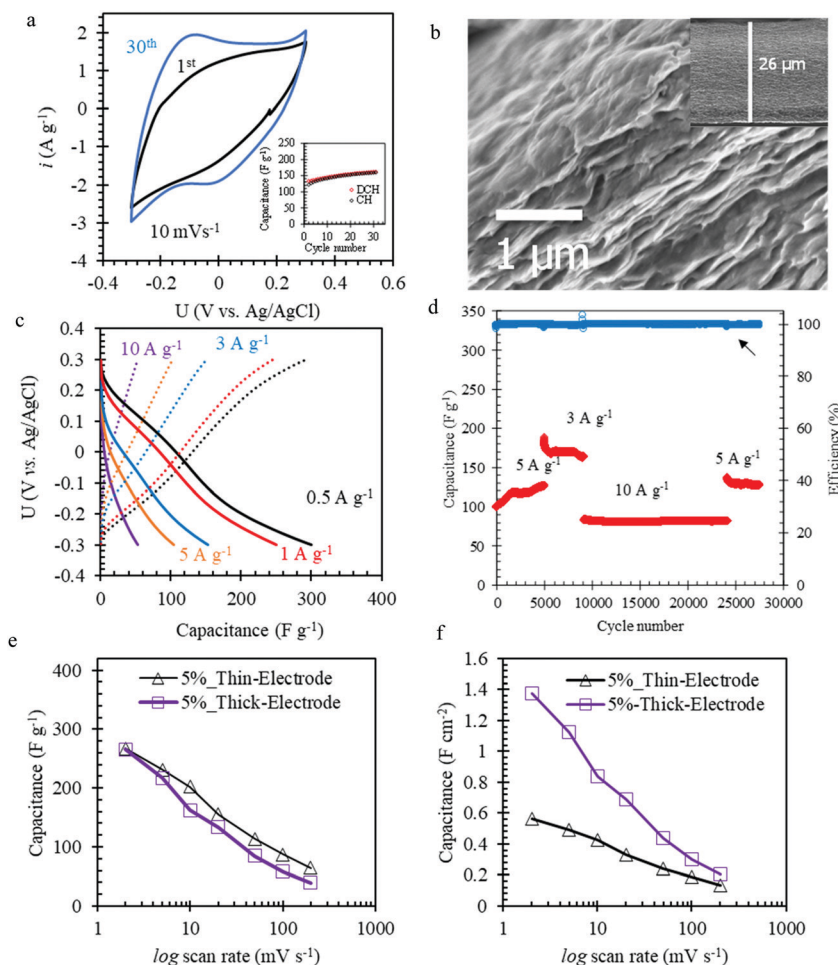 a
30th
1st
10 mVs-1
i (A g-1)
2
1
0
-1
-2
-3
-4
-0.4
-0.2
0
0.2
0.4
0.6
U (V vs. Ag/AgCl)
Capacitance (F g-1)
250
200
150
100
50
0
DCH
CH
0 10 20 30 40
Cycle number
b
26 µm
1 µm
c
10 A g-1
3 A g-1
0.5 A g-1
5 A g-1
1 A g-1
U (V vs. Ag/AgCl)
0.4
0.3
0.2
0.1
0
-0.1
-0.2
-0.3
-0.4
0 100 200 300 400
Capacitance (F g-1)
d
Capacitance (F g-1)
350
300
250
200
150
100
50
0
5 A g-1
3 A g-1
10 A g-1
5 A g-1
100
80
60
40
20
0
Efficiency (%)
0 5000 10000 15000 20000 25000 30000
Cycle number
e
5%_Thin-Electrode
5%_Thick-Electrode
Capacitance (F g-1)
400
300
200
100
0
1 10 100 1000
log scan rate (mV s-1)
f
5%_Thin-Electrode
5%-Thick-Electrode
Capacitance (F cm-2)
1.6
1.4
1.2
1
0.8
0.6
0.4
0.2
0
1 10 100 1000
log scan rate (mV s-1)